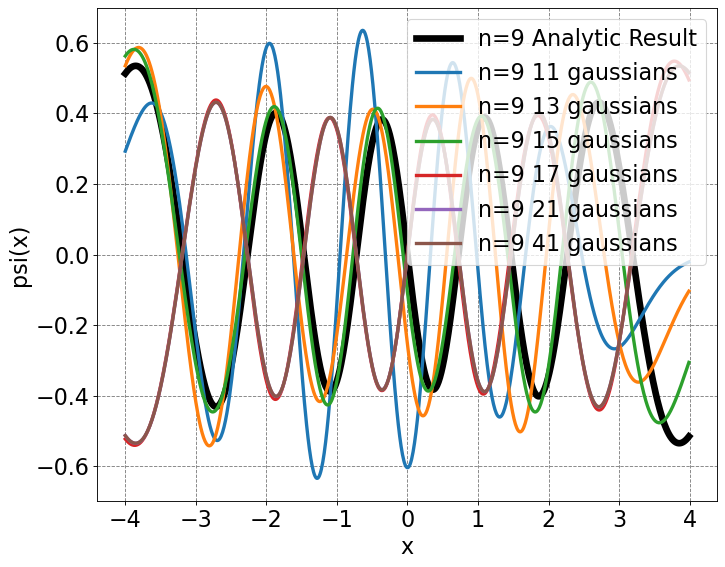 0.6
0.4
0.2
0.0
−0.2
−0.4
−0.6
psi(x)
n=9 Analytic Result
n=9 11 gaussians
n=9 13 gaussians
n=9 15 gaussians
n=9 17 gaussians
n=9 21 gaussians
n=9 41 gaussians
−4 −3 −2 −1 0 1 2 3 4
x